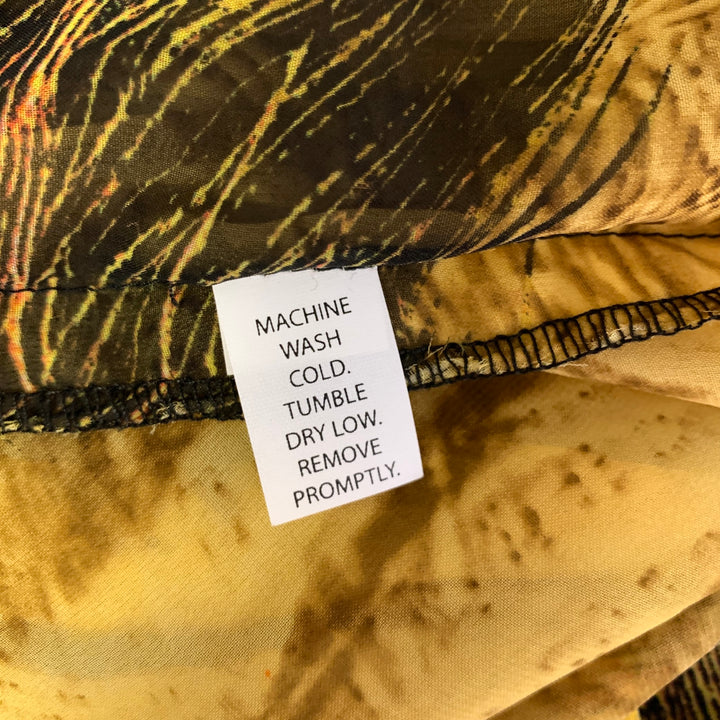 MACHINE
WASH
COLD.
TUMBLE
DRY LOW.
REMOVE
PROMPTLY.